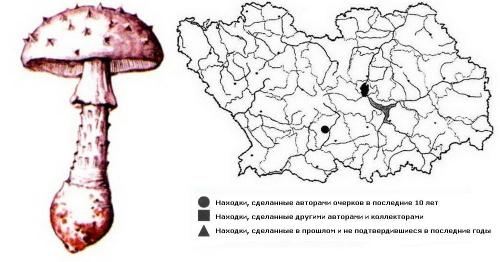 Находки, сделанные авторами очерков в последние 10 лет
Находки, сделанные другими авторами и коллекторами
Находки, сделанные в прошлом и не подтвердившиеся в последние годы